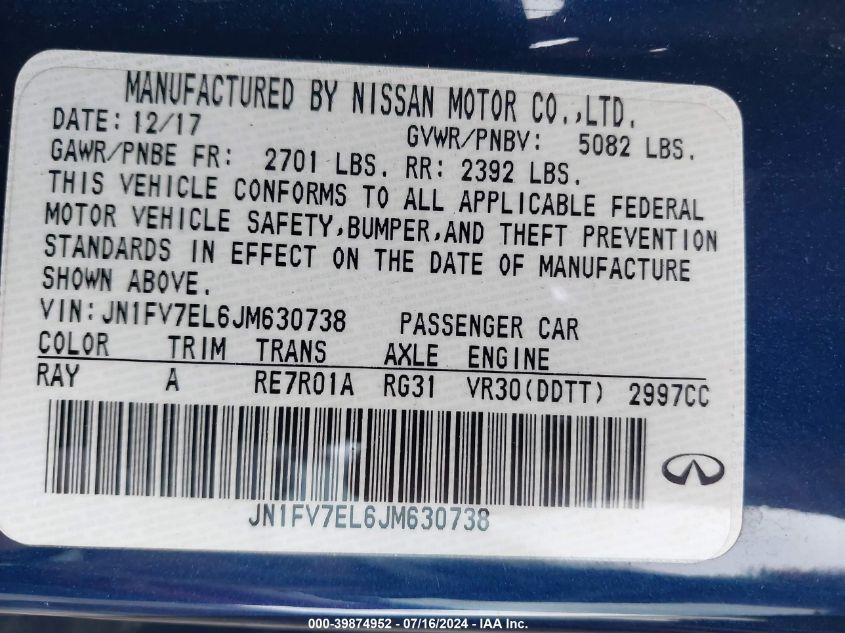 MANUFACTURED BY NISSAN MOTOR CO.,LTD.
DATE: 12/17 GVWR/PNBV: 5082 LBS.
GAWR/PNBE FR: 2701 LBS. RR: 2392 LBS.
THIS VEHICLE CONFORMS TO ALL APPLICABLE FEDERAL
MOTOR VEHICLE SAFETY,BUMPER,AND THEFT PREVENTION
STANDARDS IN EFFECT ON THE DATE OF MANUFACTURE
SHOWN ABOVE.
VIN:JN1FV7EL6JM630738 PASSENGER CAR
COLOR TRIM TRANS AXLE ENGINE
RAY A RE7R01A RG31 VR30(DDTT) 2997CC
JN1FV7EL6JM630738
000-39874952 - 07/16/2024 - IAA Inc.